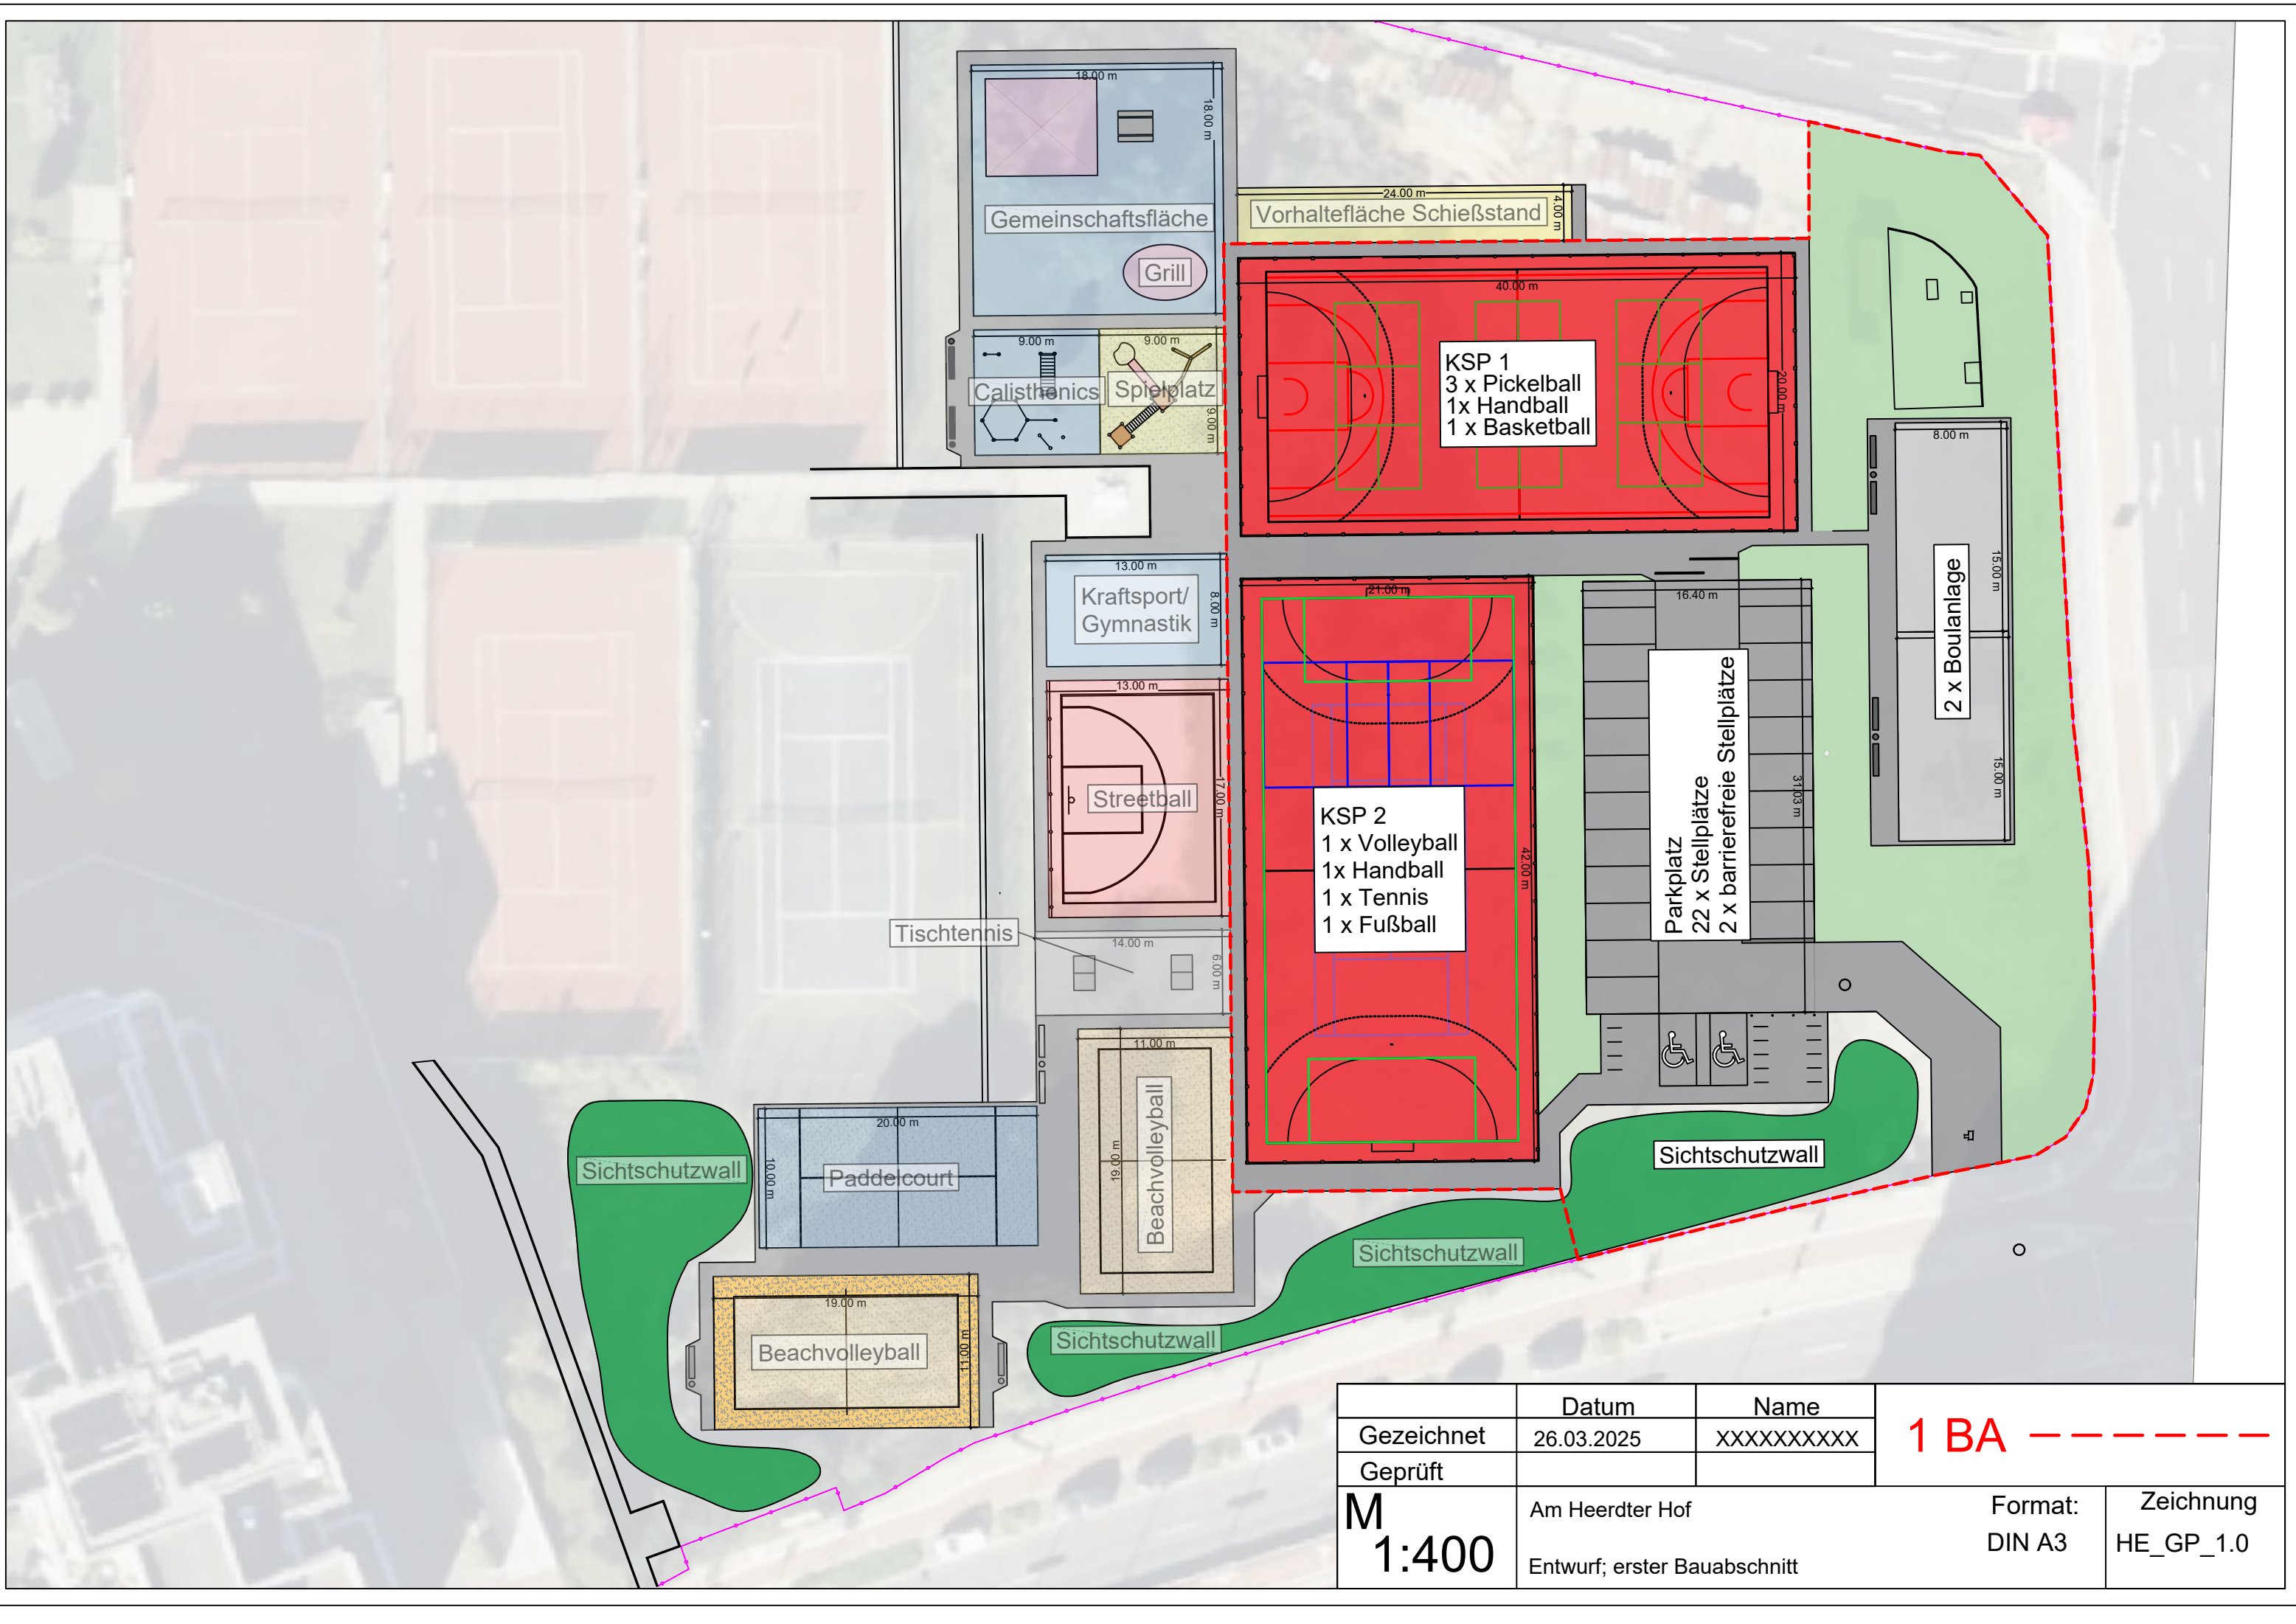 18.00 m
18.00 m
Gemeinschaftsfläche
Grill
24.00 m
4.00 m
Vorhaltefläche Schießstand
40.00 m
20.00 m
KSP 1
3 x Pickelball
1x Handball
1 x Basketball
9.00 m
9.00 m
9.00 m
Calisthenics
Spielplatz
8.00 m
15.00 m
15.00 m
2 x Boulanlage
13.00 m
8.00 m
Kraftsport/
Gymnastik
21.00 m
42.00 m
KSP 2
1 x Volleyball
1x Handball
1 x Tennis
1 x Fußball
16.40 m
31.03 m
Parkplatz
22 x Stellplätze
2 x barrierefreie Stellplätze
13.00 m
17.00 m
Streetball
Tischtennis
14.00 m
6.00 m
11.00 m
19.00 m
Beachvolleyball
20.00 m
10.00 m
Paddelcourt
Sichtschutzwall
Sichtschutzwall
Sichtschutzwall
Sichtschutzwall
19.00 m
11.00 m
Beachvolleyball
Datum
Name
Gezeichnet
26.03.2025
XXXXXXXXXX
Geprüft
1 BA
M
1:400
Am Heerdter Hof
Entwurf; erster Bauabschnitt
Format:
DIN A3
Zeichnung
HE_GP_1.0